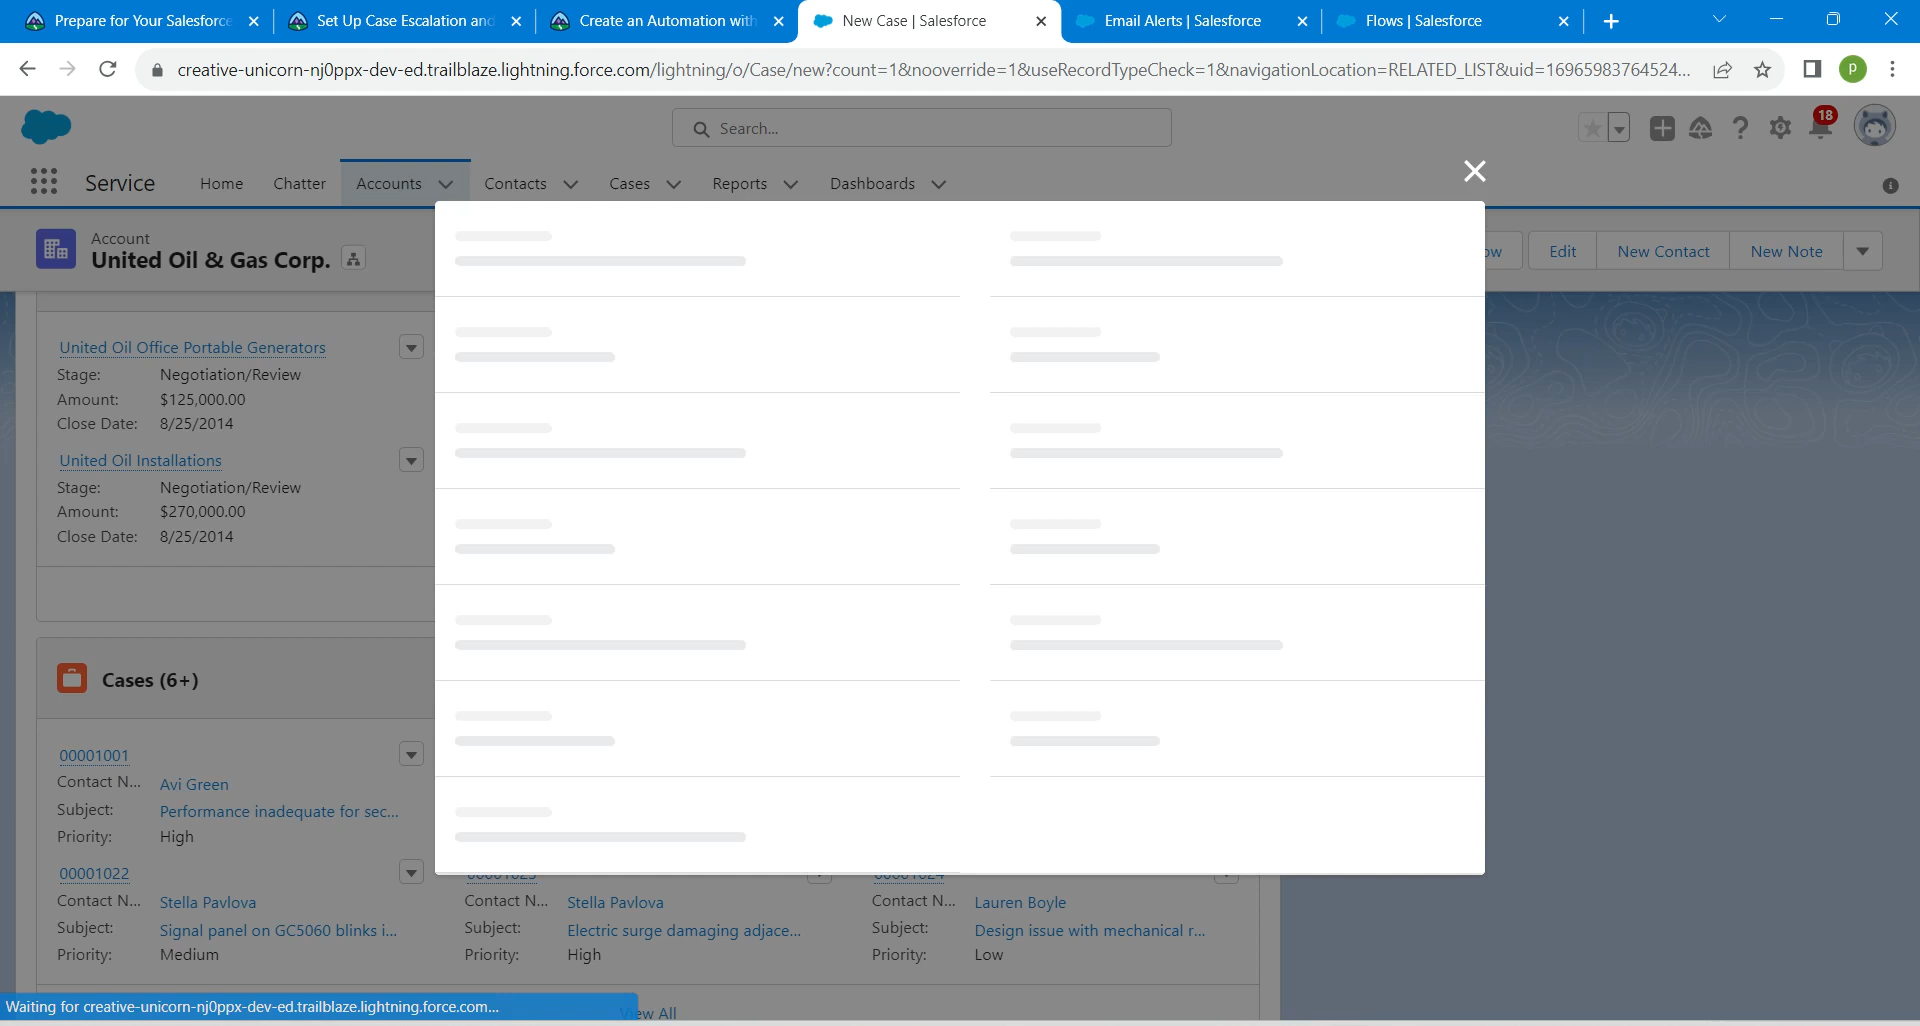 Prepare for Your Salesforce
Set Up Case Escalation and
Create an Automation with
New Case | Salesforce
Email Alerts | Salesforce
Flows | Salesforce
creative-unicorn-nj0ppx-dev-ed.trailblaze.lightning.force.com/lightning/o/Case/new?count=1&nooverride=1&useRecordTypeCheck=1&navigationLocation=RELATED_LIST&uid=16965983764524...
P
Search...
18
Service
Home
Chatter
Accounts
Contacts
Cases
Reports
Dashboards
Account
United Oil & Gas Corp.
ow
Edit
New Contact
New Note
United Oil Office Portable Generators
Stage: Negotiation/Review
Amount: $125,000.00
Close Date: 8/25/2014
United Oil Installations
Stage: Negotiation/Review
Amount: $270,000.00
Close Date: 8/25/2014
Cases (6+)
00001001
Contact N... Avi Green
Subject: Performance inadequate for sec...
Priority: High
00001022
Contact N... Stella Pavlova
Subject: Signal panel on GC5060 blinks i...
Priority: Medium
00001023
Contact N... Stella Pavlova
Subject: Electric surge damaging adjace...
Priority: High
00001024
Contact N... Lauren Boyle
Subject: Design issue with mechanical r...
Priority: Low
View All
Waiting for creative-unicorn-nj0ppx-dev-ed.trailblaze.lightning.force.com...